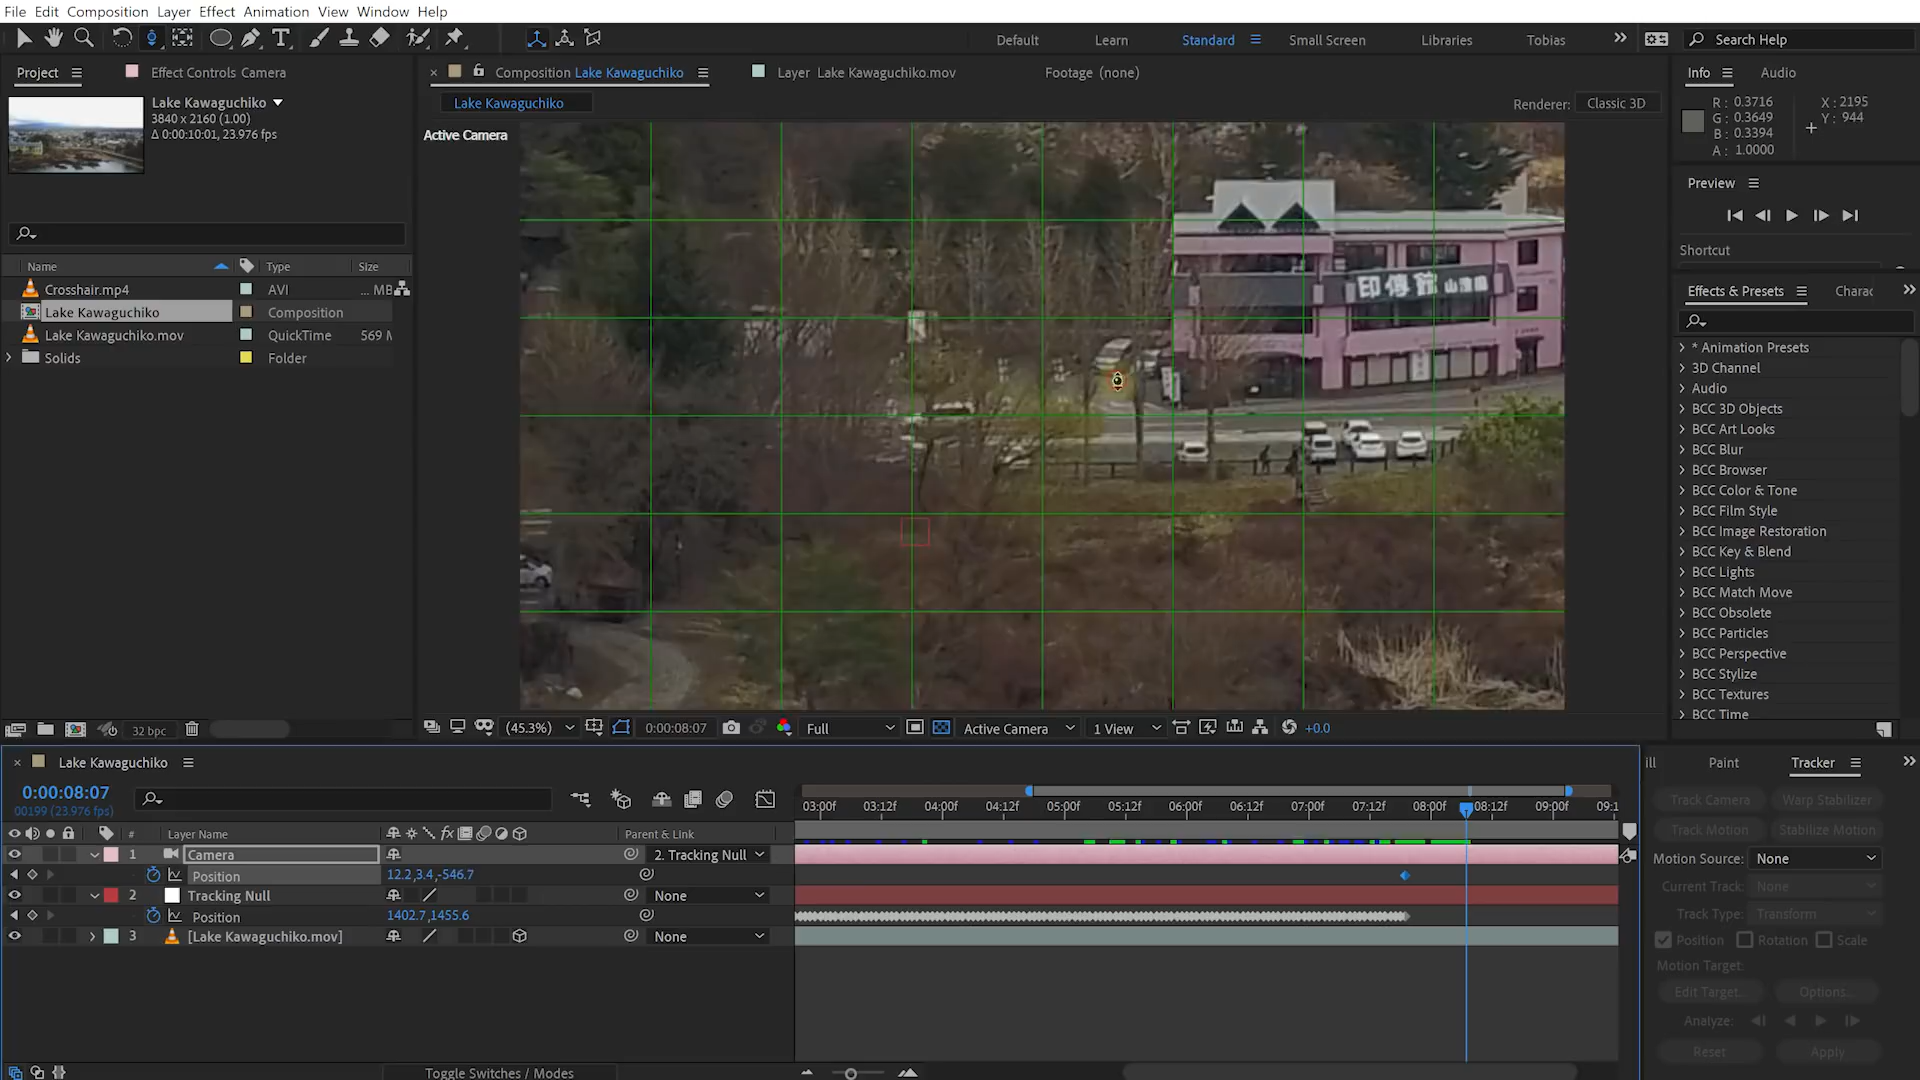 File Edit Composition Layer Effect Animation View Window Help
Default Learn Standard Small Screen Libraries Tobias Search Help
Project Effect Controls Camera
Composition Lake Kawaguchiko Layer Lake Kawaguchiko.mov Footage (none)
Info Audio
Lake Kawaguchiko
3840 x 2160 (1.00)
Δ 0:00:10:01, 23.976 fps
Lake Kawaguchiko
Renderer: Classic 3D
R : 0.3716
G : 0.3649
B : 0.3394
A : 1.0000
X : 2195
Y : 944
Active Camera
Preview
Shortcut
Name Type Size
Crosshair.mp4 AVI ... MB
Lake Kawaguchiko Composition
Lake Kawaguchiko.mov QuickTime 569 M
Solids Folder
印傳館
Effects & Presets Charac
* Animation Presets
3D Channel
Audio
BCC 3D Objects
BCC Art Looks
BCC Blur
BCC Browser
BCC Color & Tone
BCC Film Style
BCC Image Restoration
BCC Key & Blend
BCC Lights
BCC Match Move
BCC Obsolete
BCC Particles
BCC Perspective
BCC Stylize
BCC Textures
BCC Time
32 bpc
(45.3%) 0:00:08:07 Full Active Camera 1 View +0.0
Lake Kawaguchiko
0:00:08:07
00199 (23.976 fps)
03:00f 03:12f 04:00f 04:12f 05:00f 05:12f 06:00f 06:12f 07:00f 07:12f 08:00f 08:12f 09:00f 09:1
# Layer Name fx Parent & Link
1 Camera 2. Tracking Null
Position 12.2,3.4,-546.7
2 Tracking Null None
Position 1402.7,1455.6
3 [Lake Kawaguchiko.mov] None
Toggle Switches / Modes
ill Paint Tracker
Track Camera Warp Stabilizer
Track Motion Stabilize Motion
Motion Source: None
Current Track: None
Track Type: Transform
Position Rotation Scale
Motion Target:
Edit Target... Options...
Analyze:
Reset Apply